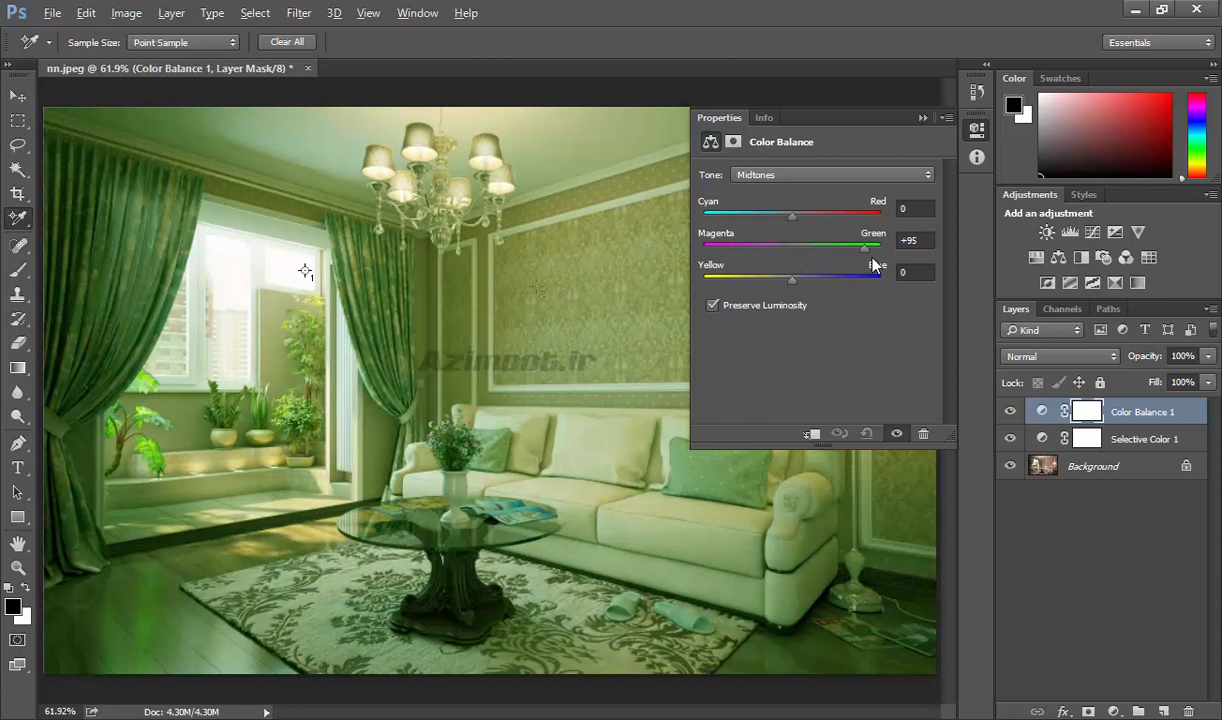 Ps File Edit Image Layer Type Select Filter 3D View Window Help
Sample Size: Point Sample Clear All Essentials
nn.jpeg @ 61.9% (Color Balance 1, Layer Mask/8) * ×
Properties Info
Color Balance
Tone: Midtones
Cyan Red 0
Magenta Green +95
Yellow 0
Preserve Luminosity
Azimoot.ir
1
Color Swatches
Adjustments Styles
Add an adjustment
Layers Channels Paths
Kind
Normal Opacity: 100%
Lock: Fill: 100%
Color Balance 1
Selective Color 1
Background
61.92% Doc: 4.30M/4.30M